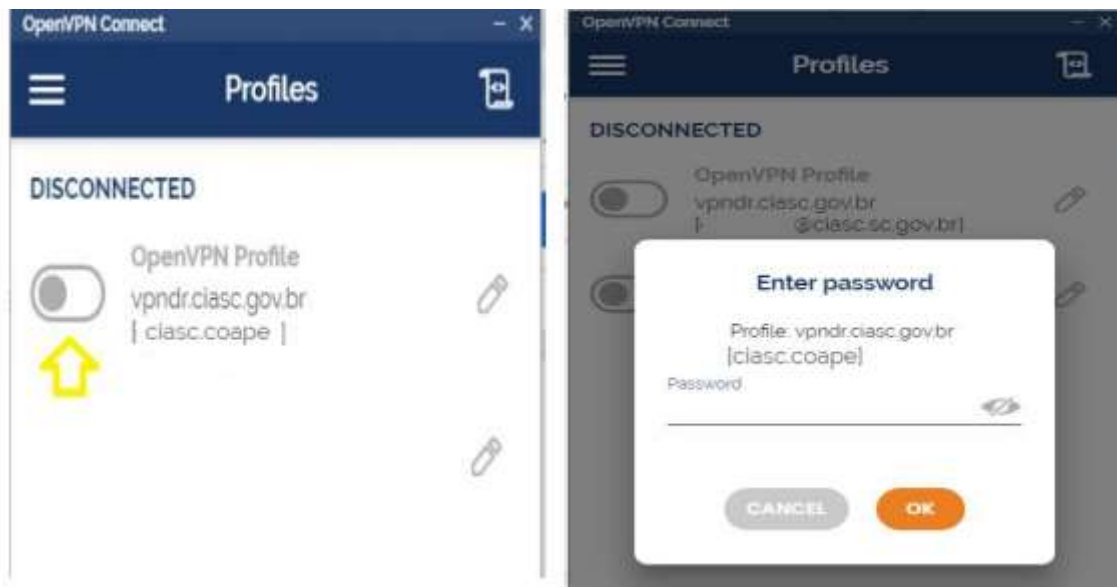 OpenVPN Connect
Profiles
DISCONNECTED
OpenVPN Profile
vpndr.ciasc.gov.br
[ ciasc.coape ]
OpenVPN Connect
Profiles
DISCONNECTED
OpenVPN Profile
vpndr.ciasc.gov.br
@ciasc.sc.gov.br]
Enter password
Profile: vpndr.ciasc.gov.br
[ciasc.coape]
Password
CANCEL
OK